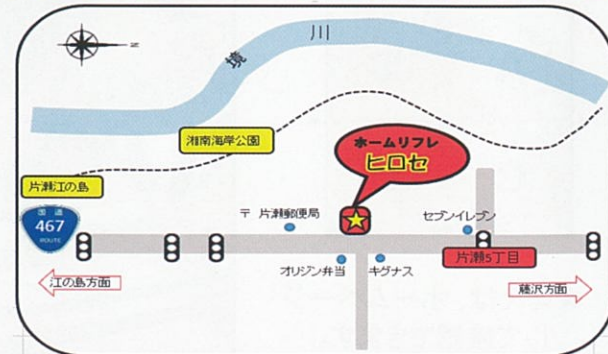 N
境 川
湘南海岸公園
ホームリフレ
ヒロセ
片瀬江の島
国道
467
ROUTE
〒 片瀬郵便局
セブンイレブン
オリジン弁当
キグナス
片瀬5丁目
江の島方面
藤沢方面